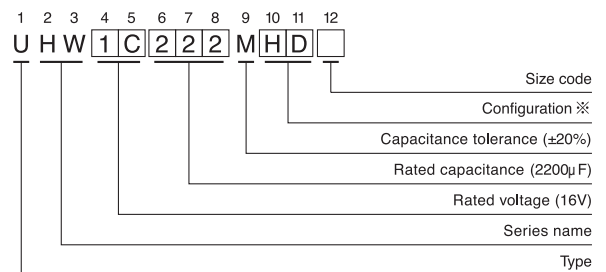 1 2 3 4 5 6 7 8 9 10 11 12
U H W 1 C 2 2 2 M H D
Size code
Configuration ※
Capacitance tolerance (±20%)
Rated capacitance (2200μF)
Rated voltage (16V)
Series name
Type